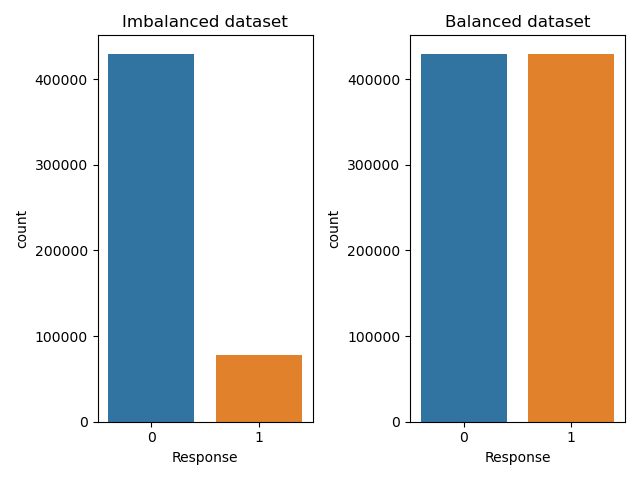 Imbalanced dataset
400000
300000
200000
100000
0
count
0 1
Response
Balanced dataset
400000
300000
200000
100000
0
count
0 1
Response